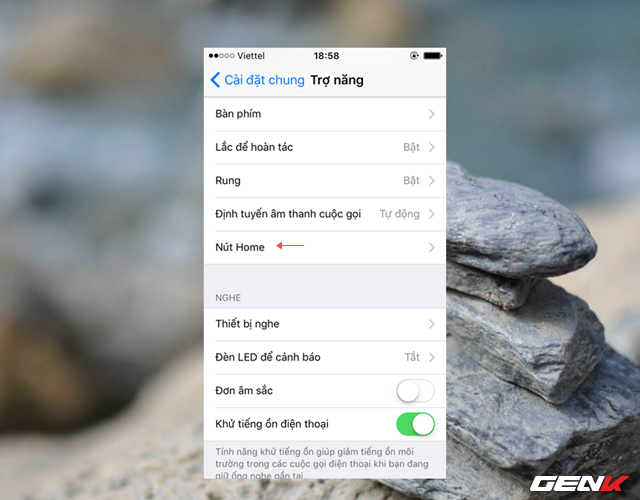 Viettel 18:58
Cài đặt chung Trợ năng
Bàn phím
Lắc để hoàn tác Bật
Rung Bật
Định tuyến âm thanh cuộc gọi Tự động
Nút Home
NGHE
Thiết bị nghe
Đèn LED để cảnh báo Tắt
Đơn âm sắc
Khử tiếng ồn điện thoại
Tính năng khử tiếng ồn giúp giảm tiếng ồn môi
trường trong các cuộc gọi điện thoại khi bạn đang
giữ ống nghe gần tai
GENK